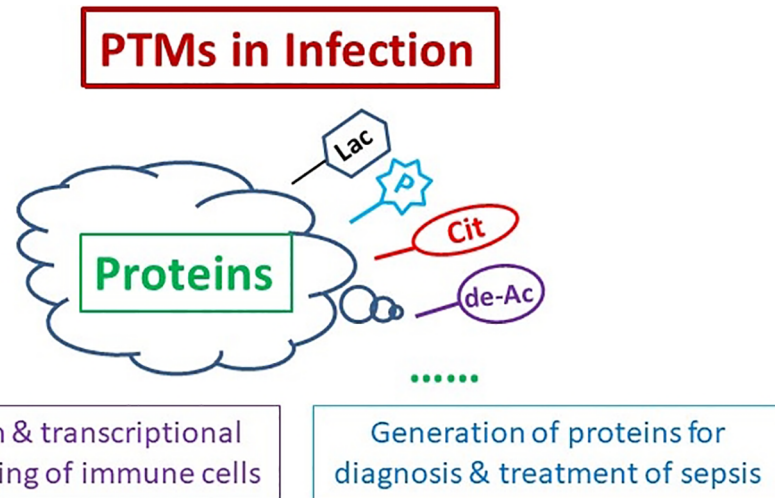 PTMs in Infection
Lac
P
Cit
Proteins
de-Ac
......
& transcriptional
of immune cells
Generation of proteins for
diagnosis & treatment of sepsis